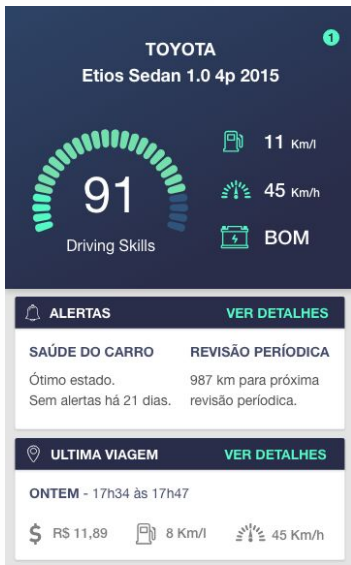 1
TOYOTA
Etios Sedan 1.0 4p 2015
11 Km/l
91
45 Km/h
Driving Skills
BOM
ALERTAS VER DETALHES
SAÚDE DO CARRO REVISÃO PERÍODICA
Ótimo estado. 987 km para próxima
Sem alertas há 21 dias. revisão períodica.
ULTIMA VIAGEM VER DETALHES
ONTEM - 17h34 às 17h47
$ R$ 11,89 8 Km/l 45 Km/h